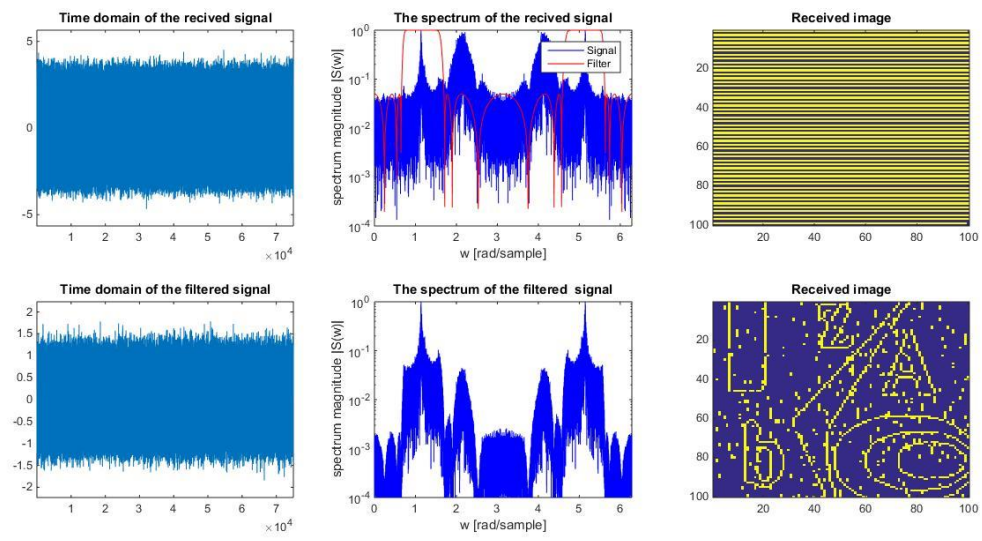 Time domain of the recived signal
5
0
-5
1 2 3 4 5 6 7
× 10^4
The spectrum of the recived signal
spectrum magnitude |S(w)|
10^0
10^-1
10^-2
10^-3
10^-4
Signal
Filter
0 1 2 3 4 5 6
w [rad/sample]
Received image
20
40
60
80
100
20 40 60 80 100
Time domain of the filtered signal
2
1.5
1
0.5
0
-0.5
-1
-1.5
-2
1 2 3 4 5 6 7
× 10^4
The spectrum of the filtered signal
spectrum magnitude |S(w)|
10^0
10^-1
10^-2
10^-3
10^-4
0 1 2 3 4 5 6
w [rad/sample]
Received image
20
40
60
80
100
20 40 60 80 100